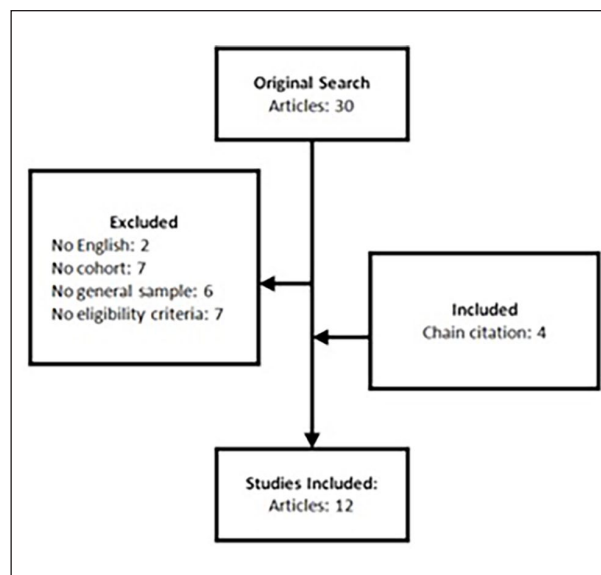 Original Search
Articles: 30
Excluded
No English: 2
No cohort: 7
No general sample: 6
No eligibility criteria: 7
Included
Chain citation: 4
Studies Included:
Articles: 12